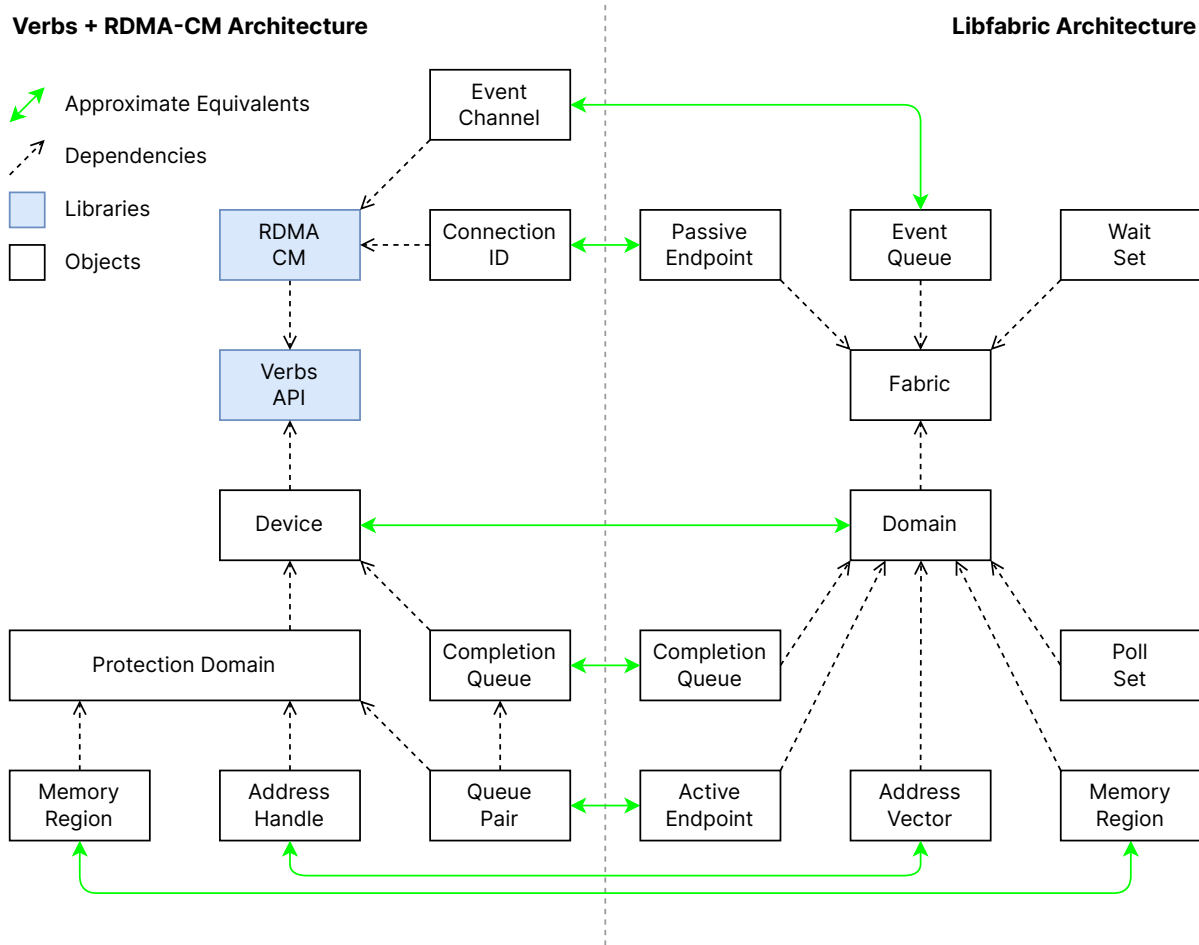 Verbs + RDMA-CM Architecture
Libfabric Architecture
Approximate Equivalents
Dependencies
Libraries
Objects
Event
Channel
RDMA
CM
Connection
ID
Passive
Endpoint
Event
Queue
Wait
Set
Verbs
API
Fabric
Device
Domain
Protection Domain
Completion
Queue
Completion
Queue
Poll
Set
Memory
Region
Address
Handle
Queue
Pair
Active
Endpoint
Address
Vector
Memory
Region